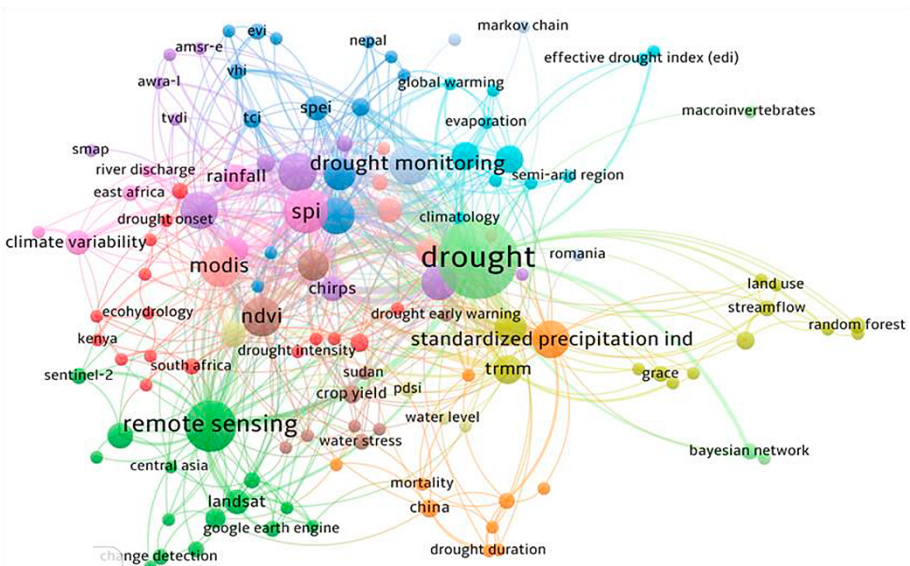 markov chain
evi
nepal
amsr-e
effective drought index (edi)
vhi
awra-l
global warming
spei
macroinvertebrates
tvdi
tci
evaporation
smap
drought monitoring
river discharge
rainfall
semi-arid region
east africa
spi
drought onset
climatology
climate variability
drought
romania
modis
chirps
land use
streamflow
ecohydrology
ndvi
drought early warning
random forest
kenya
standardized precipitation ind
drought intensity
south africa
sudan
trmm
grace
sentinel-2
crop yield
pdsi
water level
remote sensing
water stress
bayesian network
central asia
mortality
landsat
china
google earth engine
drought duration
change detection